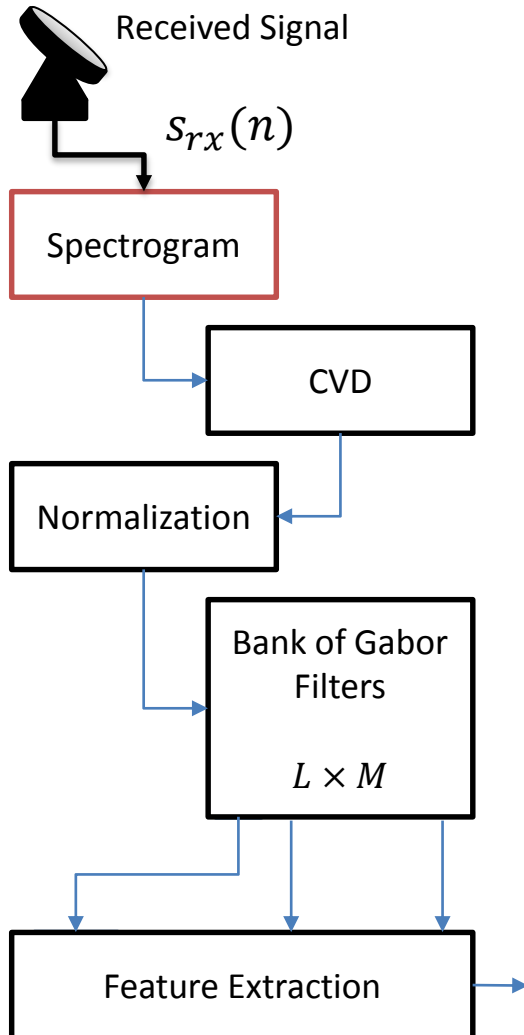 Received Signal
s_{rx}(n)
Spectrogram
CVD
Normalization
Bank of Gabor
Filters
L × M
Feature Extraction